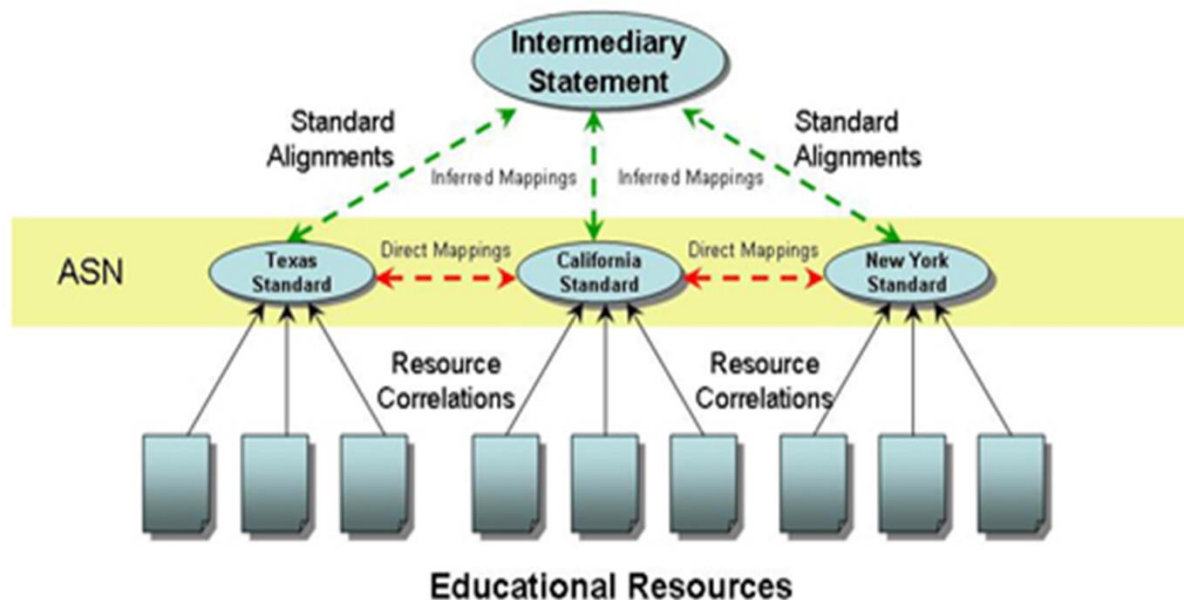 Intermediary
Statement
Standard
Alignments
Standard
Alignments
Inferred Mappings
Inferred Mappings
ASN
Texas
Standard
Direct Mappings
California
Standard
Direct Mappings
New York
Standard
Resource
Correlations
Resource
Correlations
Educational Resources